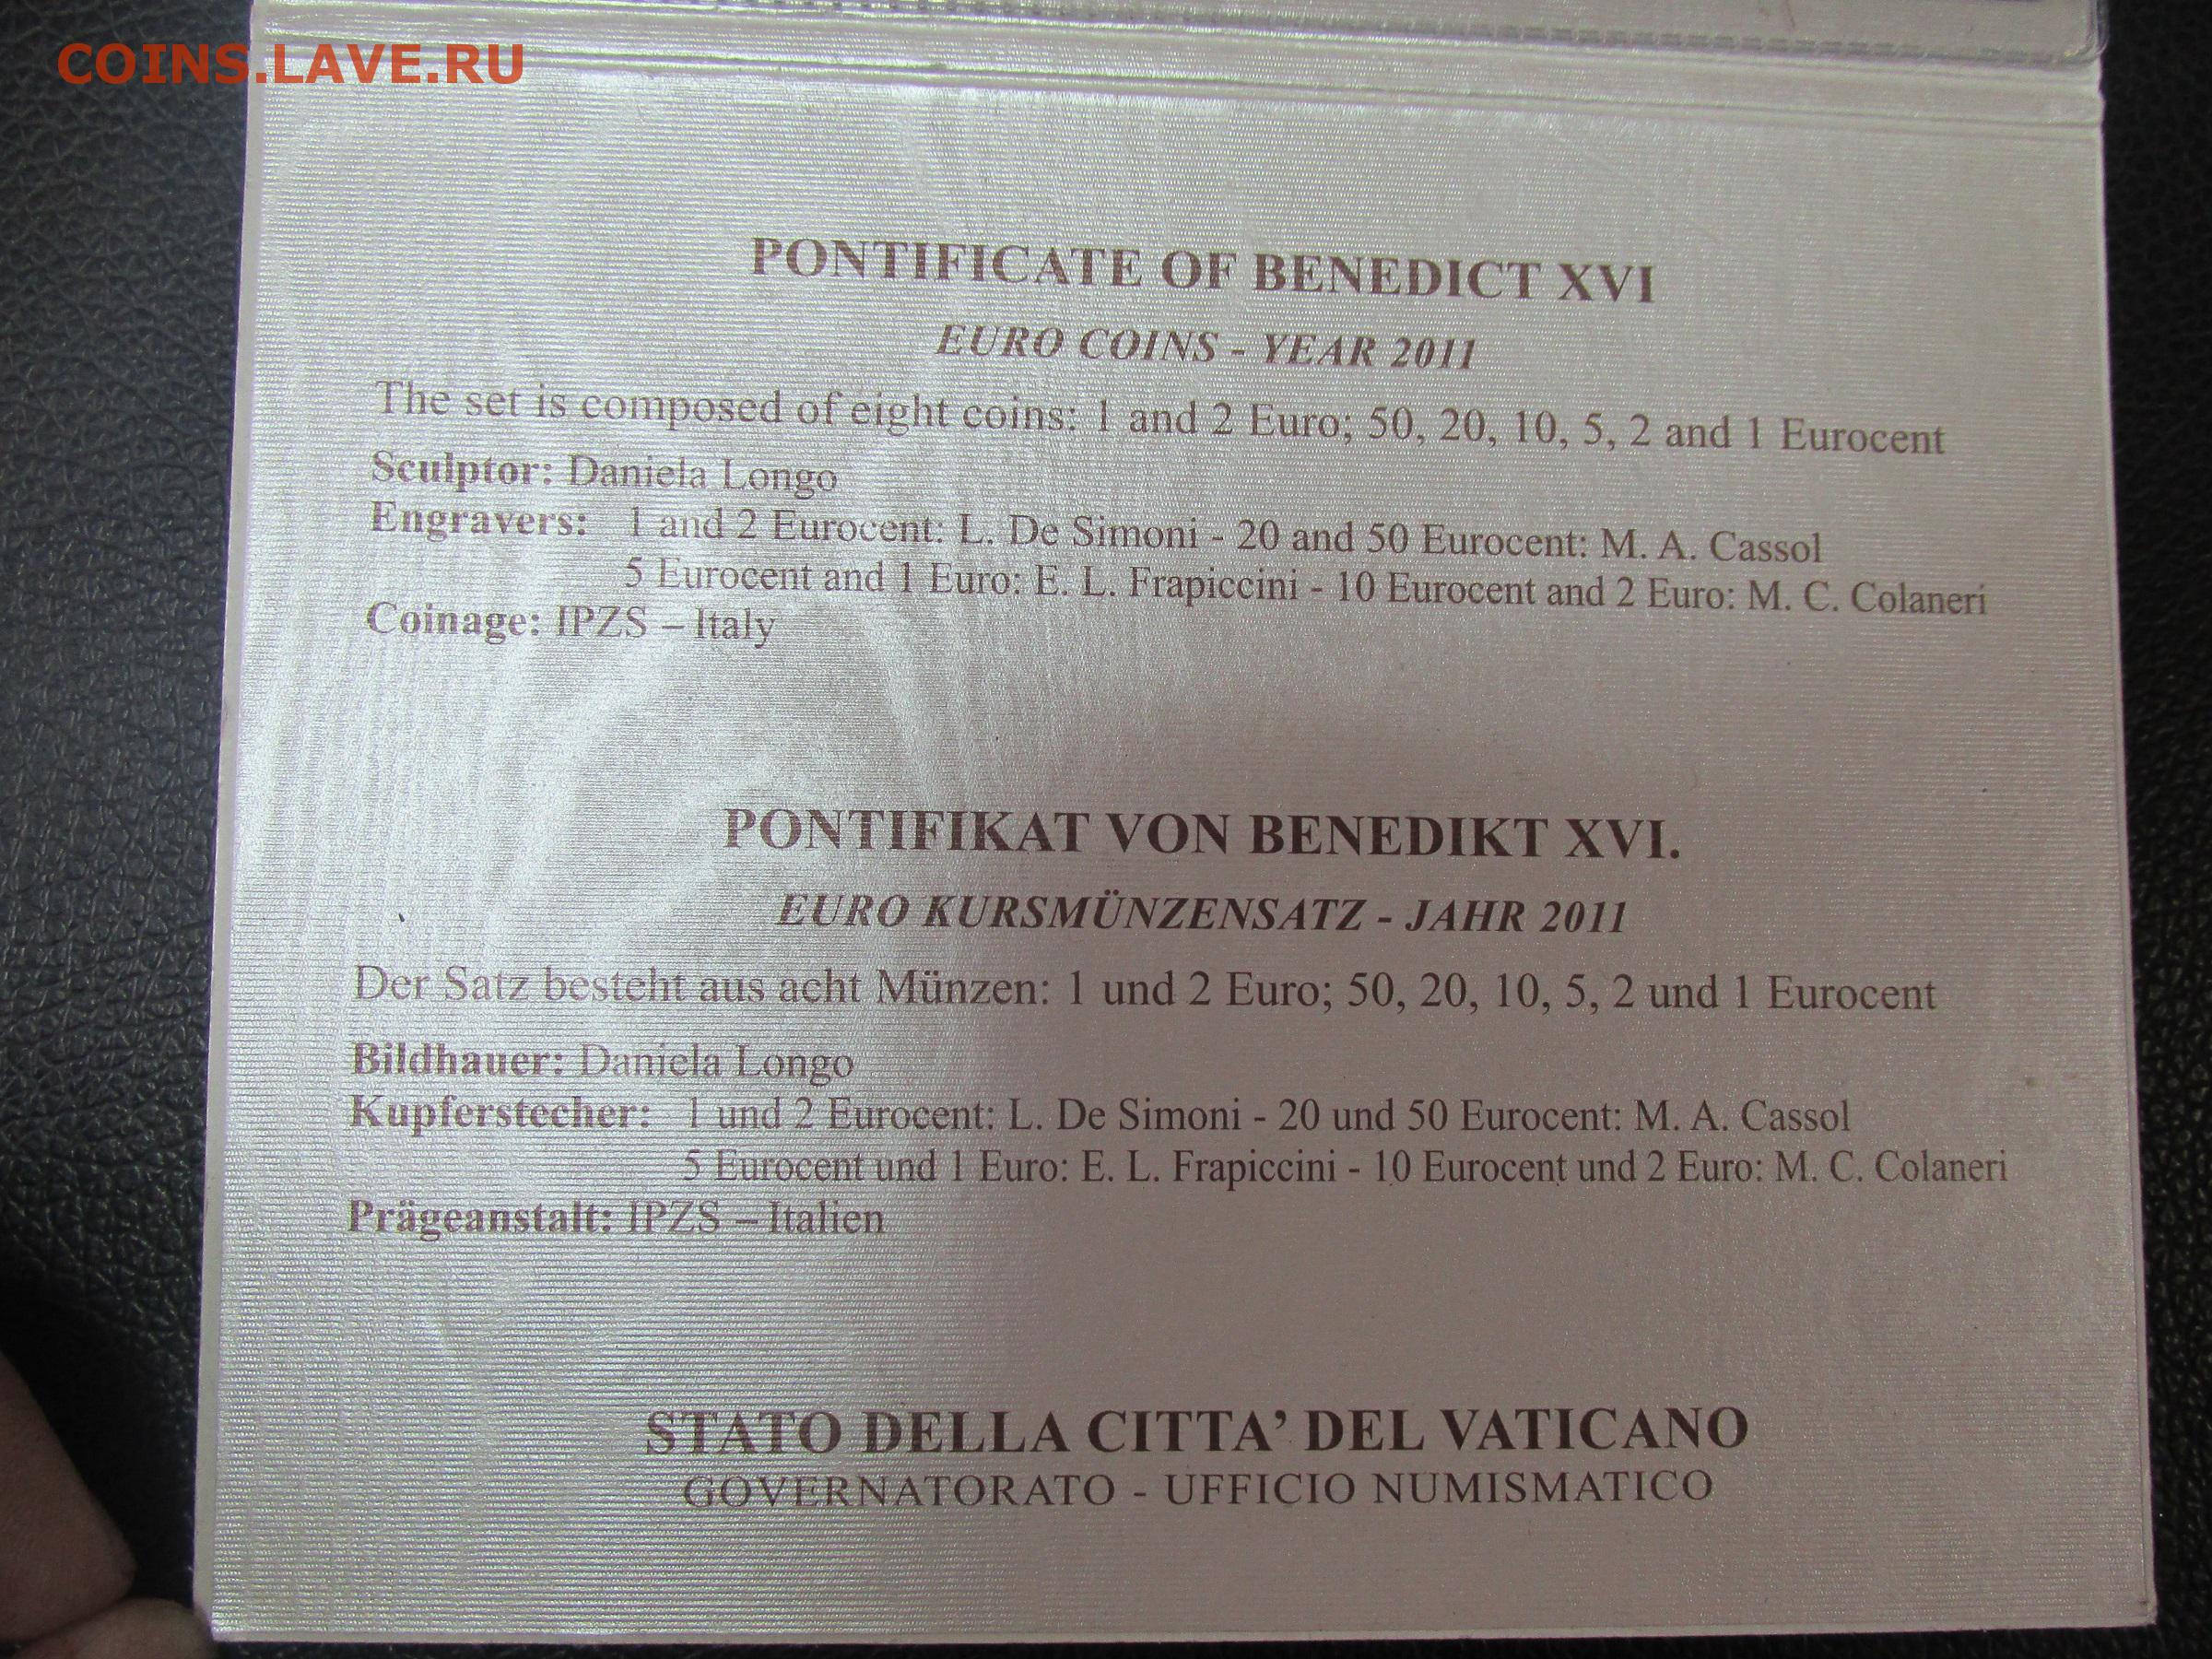 COINS.LAVE.RU
PONTIFICATE OF BENEDICT XVI
EURO COINS - YEAR 2011
The set is composed of eight coins: 1 and 2 Euro; 50, 20, 10, 5, 2 and 1 Eurocent
Sculptor: Daniela Longo
Engravers: 1 and 2 Eurocent: L. De Simoni - 20 and 50 Eurocent: M. A. Cassol
5 Eurocent and 1 Euro: E. L. Frapiccini - 10 Eurocent and 2 Euro: M. C. Colaneri
Coinage: IPZS – Italy
PONTIFIKAT VON BENEDIKT XVI.
EURO KURSMÜNZENSATZ - JAHR 2011
Der Satz besteht aus acht Münzen: 1 und 2 Euro; 50, 20, 10, 5, 2 und 1 Eurocent
Bildhauer: Daniela Longo
Kupferstecher: 1 und 2 Eurocent: L. De Simoni - 20 und 50 Eurocent: M. A. Cassol
5 Eurocent und 1 Euro: E. L. Frapiccini - 10 Eurocent und 2 Euro: M. C. Colaneri
Prägeanstalt: IPZS – Italien
STATO DELLA CITTA’ DEL VATICANO
GOVERNATORATO - UFFICIO NUMISMATICO